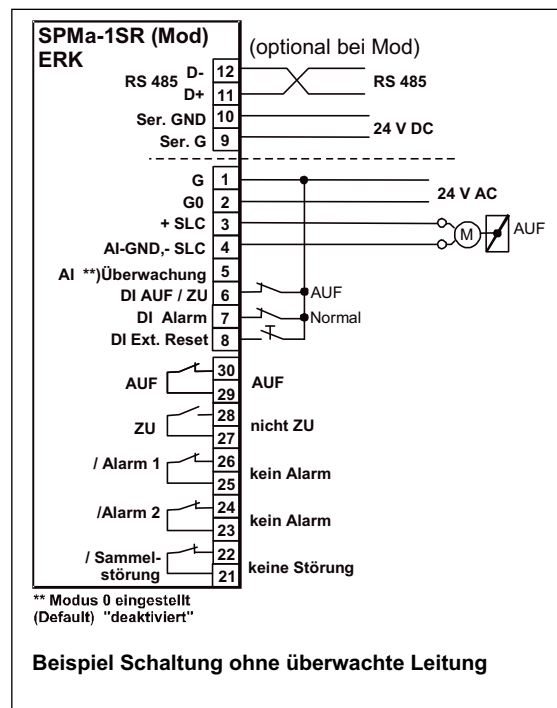 SPMa-1SR (Mod)
ERK
(optional bei Mod)
RS 485 D- 12 RS 485
D+ 11
Ser. GND 10
24 V DC
Ser. G 9
G 1
24 V AC
G0 2
+ SLC 3
M AUF
AI-GND,- SLC 4
AI **)Überwachung 5
DI AUF / ZU 6 AUF
DI Alarm 7 Normal
DI Ext. Reset 8
30
AUF AUF
29
28
ZU nicht ZU
27
/ Alarm 1 26
kein Alarm
25
/Alarm 2 24
kein Alarm
23
/ Sammel- 22
störung 21 keine Störung
** Modus 0 eingestellt
(Default) "deaktiviert"
Beispiel Schaltung ohne überwachte Leitung